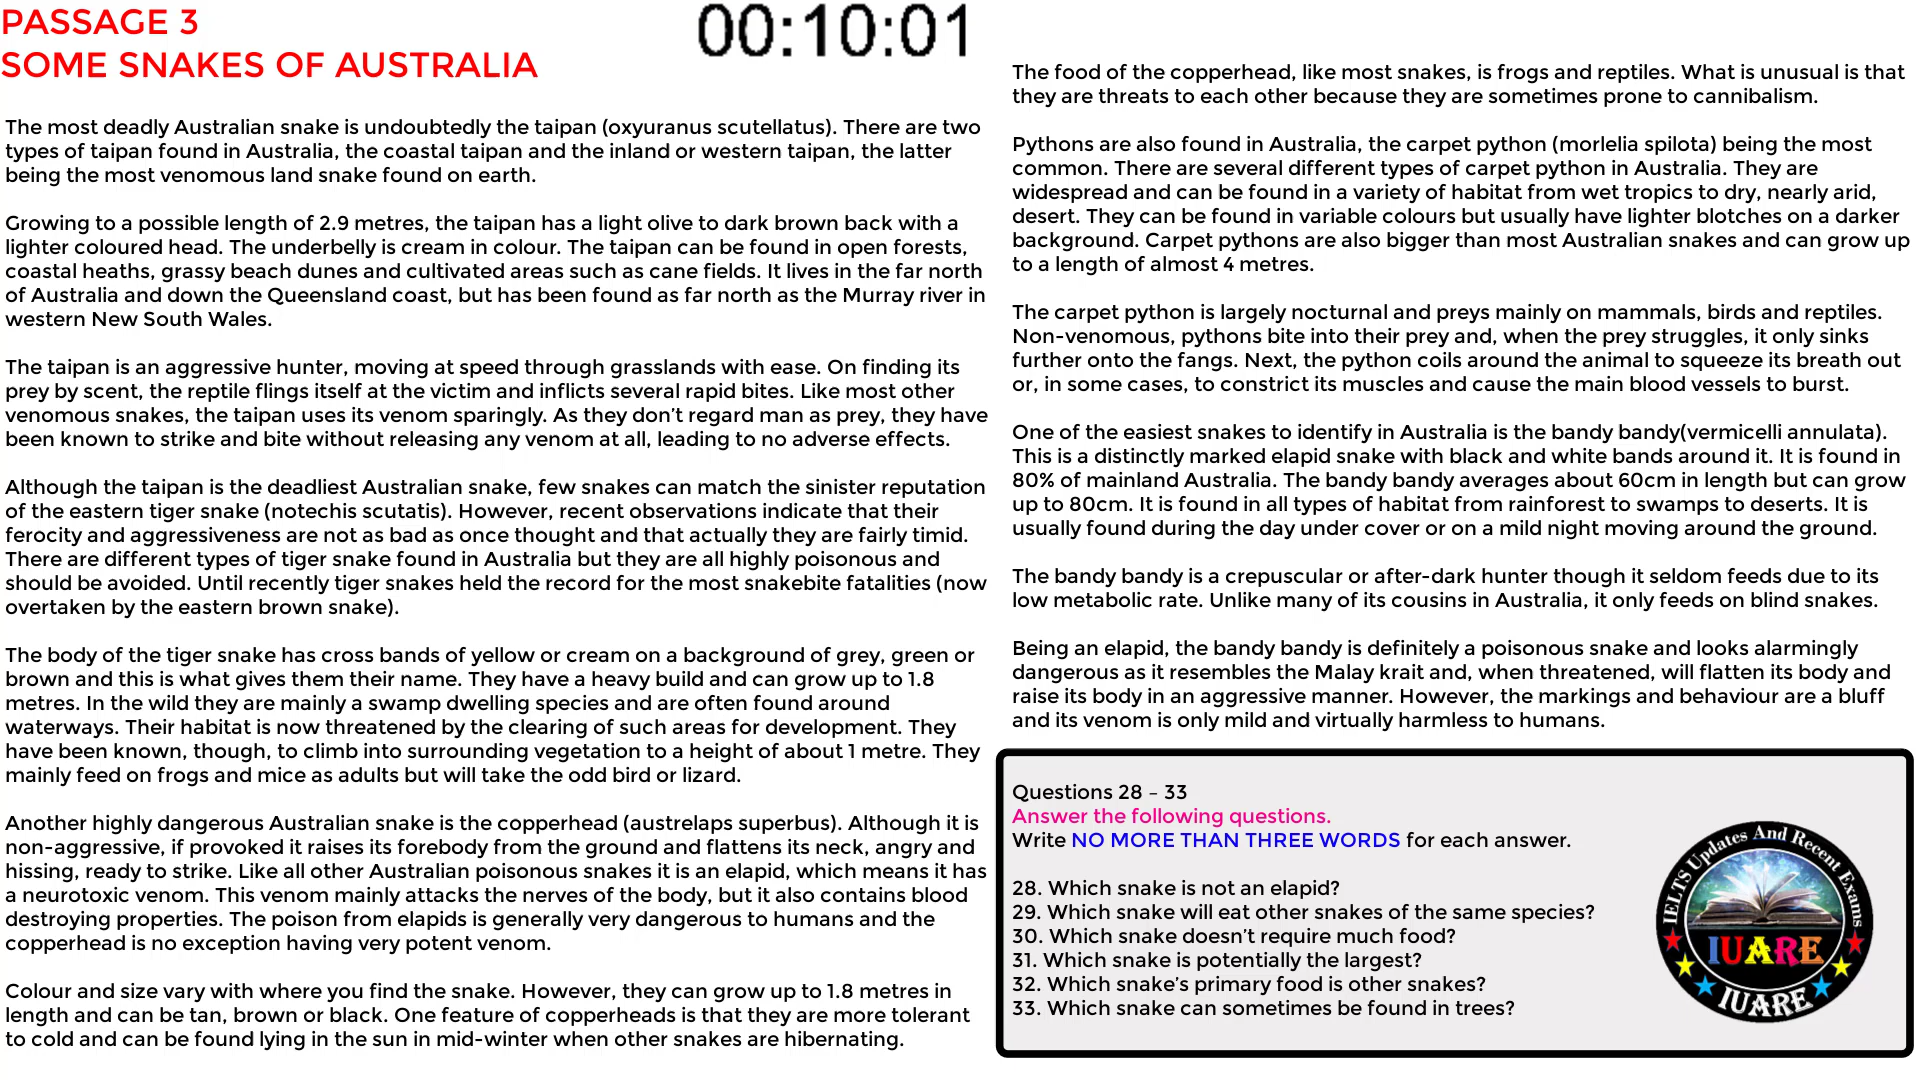 PASSAGE 3
SOME SNAKES OF AUSTRALIA
00:10:01
The most deadly Australian snake is undoubtedly the taipan (oxyuranus scutellatus). There are two
types of taipan found in Australia, the coastal taipan and the inland or western taipan, the latter
being the most venomous land snake found on earth.
Growing to a possible length of 2.9 metres, the taipan has a light olive to dark brown back with a
lighter coloured head. The underbelly is cream in colour. The taipan can be found in open forests,
coastal heaths, grassy beach dunes and cultivated areas such as cane fields. It lives in the far north
of Australia and down the Queensland coast, but has been found as far north as the Murray river in
western New South Wales.
The taipan is an aggressive hunter, moving at speed through grasslands with ease. On finding its
prey by scent, the reptile flings itself at the victim and inflicts several rapid bites. Like most other
venomous snakes, the taipan uses its venom sparingly. As they don't regard man as prey, they have
been known to strike and bite without releasing any venom at all, leading to no adverse effects.
Although the taipan is the deadliest Australian snake, few snakes can match the sinister reputation
of the eastern tiger snake (notechis scutatis). However, recent observations indicate that their
ferocity and aggressiveness are not as bad as once thought and that actually they are fairly timid.
There are different types of tiger snake found in Australia but they are all highly poisonous and
should be avoided. Until recently tiger snakes held the record for the most snakebite fatalities (now
overtaken by the eastern brown snake).
The body of the tiger snake has cross bands of yellow or cream on a background of grey, green or
brown and this is what gives them their name. They have a heavy build and can grow up to 1.8
metres. In the wild they are mainly a swamp dwelling species and are often found around
waterways. Their habitat is now threatened by the clearing of such areas for development. They
have been known, though, to climb into surrounding vegetation to a height of about 1 metre. They
mainly feed on frogs and mice as adults but will take the odd bird or lizard.
Another highly dangerous Australian snake is the copperhead (austrelaps superbus). Although it is
non-aggressive, if provoked it raises its forebody from the ground and flattens its neck, angry and
hissing, ready to strike. Like all other Australian poisonous snakes it is an elapid, which means it has
a neurotoxic venom. This venom mainly attacks the nerves of the body, but it also contains blood
destroying properties. The poison from elapids is generally very dangerous to humans and the
copperhead is no exception having very potent venom.
Colour and size vary with where you find the snake. However, they can grow up to 1.8 metres in
length and can be tan, brown or black. One feature of copperheads is that they are more tolerant
to cold and can be found lying in the sun in mid-winter when other snakes are hibernating.
The food of the copperhead, like most snakes, is frogs and reptiles. What is unusual is that
they are threats to each other because they are sometimes prone to cannibalism.
Pythons are also found in Australia, the carpet python (morlelia spilota) being the most
common. There are several different types of carpet python in Australia. They are
widespread and can be found in a variety of habitat from wet tropics to dry, nearly arid,
desert. They can be found in variable colours but usually have lighter blotches on a darker
background. Carpet pythons are also bigger than most Australian snakes and can grow up
to a length of almost 4 metres.
The carpet python is largely nocturnal and preys mainly on mammals, birds and reptiles.
Non-venomous, pythons bite into their prey and, when the prey struggles, it only sinks
further onto the fangs. Next, the python coils around the animal to squeeze its breath out
or, in some cases, to constrict its muscles and cause the main blood vessels to burst.
One of the easiest snakes to identify in Australia is the bandy bandy(vermicelli annulata).
This is a distinctly marked elapid snake with black and white bands around it. It is found in
80% of mainland Australia. The bandy bandy averages about 60cm in length but can grow
up to 80cm. It is found in all types of habitat from rainforest to swamps to deserts. It is
usually found during the day under cover or on a mild night moving around the ground.
The bandy bandy is a crepuscular or after-dark hunter though it seldom feeds due to its
low metabolic rate. Unlike many of its cousins in Australia, it only feeds on blind snakes.
Being an elapid, the bandy bandy is definitely a poisonous snake and looks alarmingly
dangerous as it resembles the Malay krait and, when threatened, will flatten its body and
raise its body in an aggressive manner. However, the markings and behaviour are a bluff
and its venom is only mild and virtually harmless to humans.
Questions 28 – 33
Answer the following questions.
Write NO MORE THAN THREE WORDS for each answer.
28. Which snake is not an elapid?
29. Which snake will eat other snakes of the same species?
30. Which snake doesn't require much food?
31. Which snake is potentially the largest?
32. Which snake's primary food is other snakes?
33. Which snake can sometimes be found in trees?
IELTS Updates And Recent Exams
IUARE
IUARE